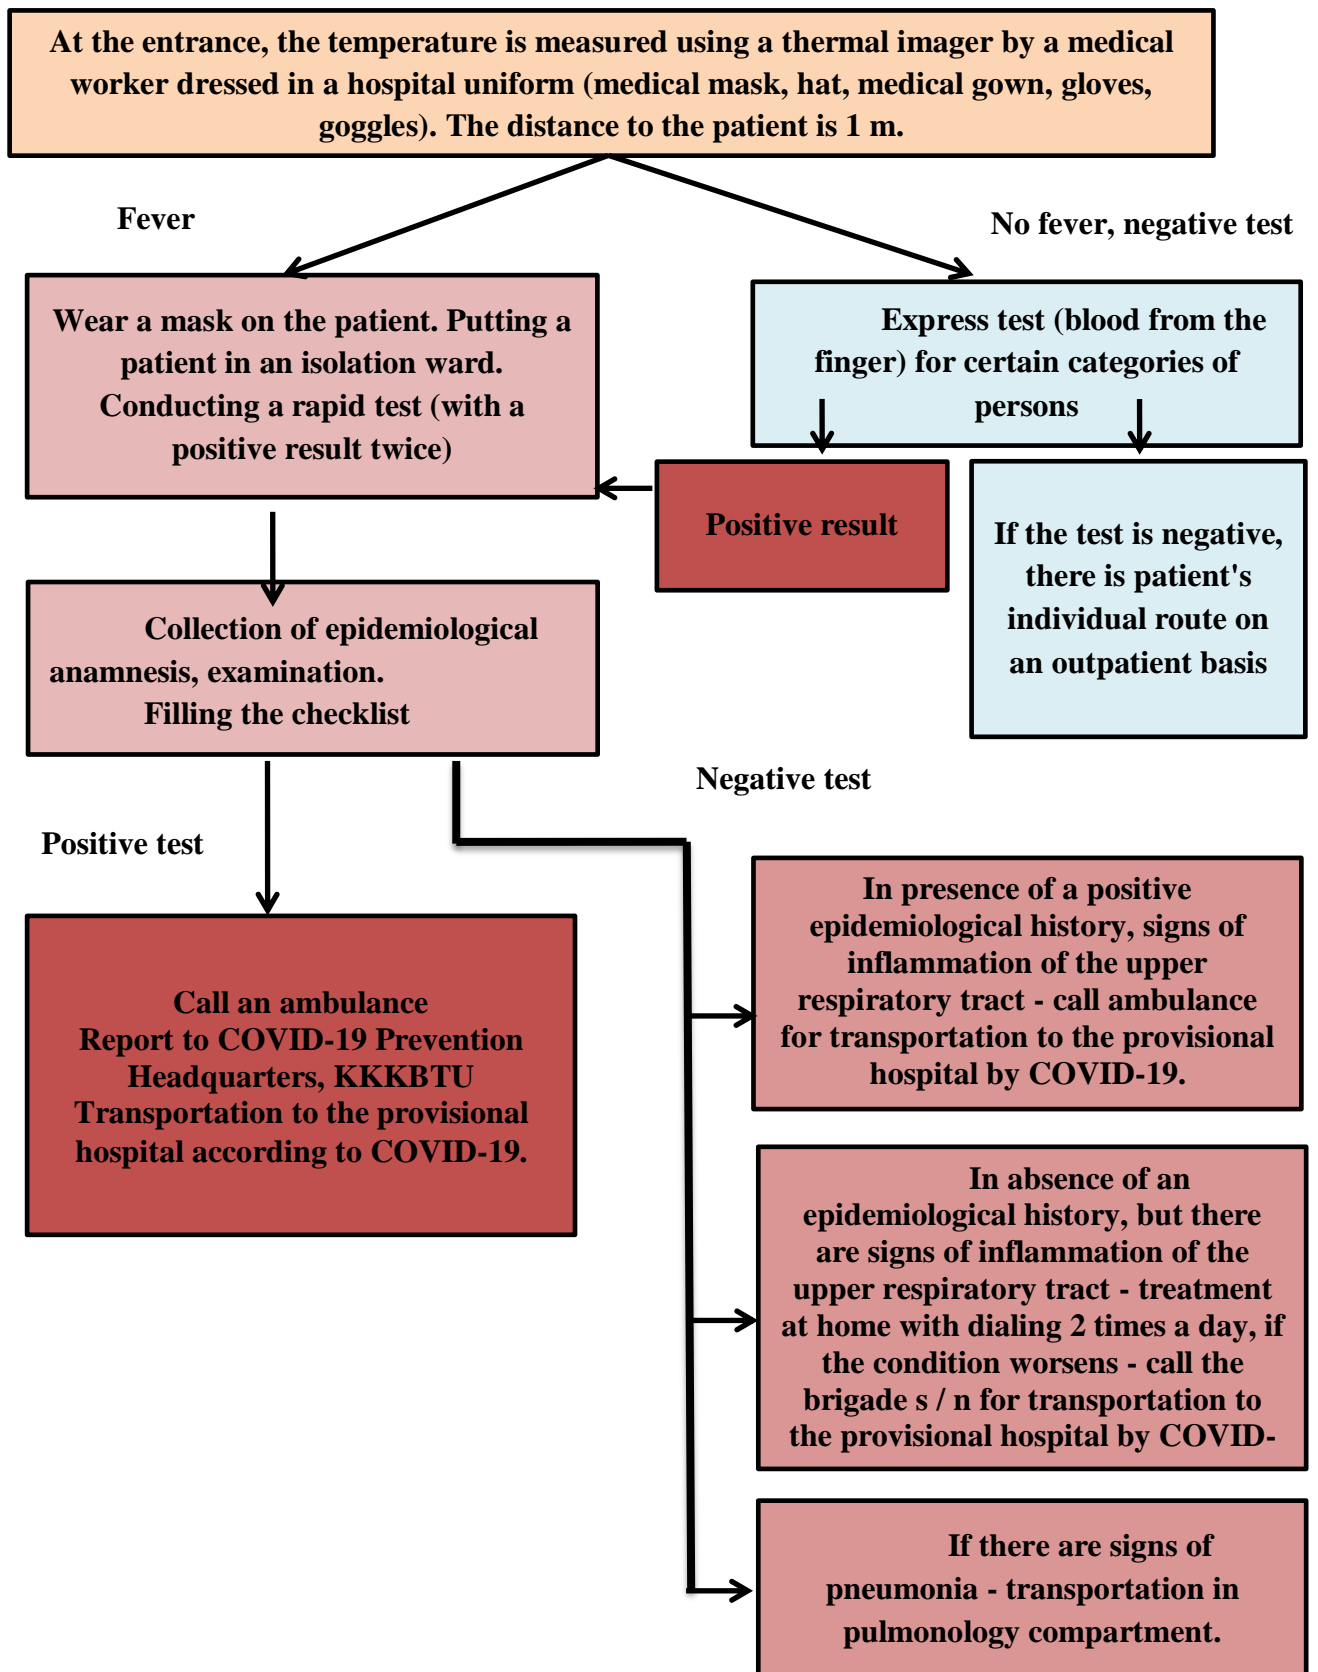 At the entrance, the temperature is measured using a thermal imager by a medical
worker dressed in a hospital uniform (medical mask, hat, medical gown, gloves,
goggles). The distance to the patient is 1 m.
Fever
No fever, negative test
Wear a mask on the patient. Putting a
patient in an isolation ward.
Conducting a rapid test (with a
positive result twice)
Express test (blood from the
finger) for certain categories of
persons
Positive result
If the test is negative,
there is patient's
individual route on
an outpatient basis
Collection of epidemiological
anamnesis, examination.
Filling the checklist
Negative test
Positive test
Call an ambulance
Report to COVID-19 Prevention
Headquarters, KKKBTU
Transportation to the provisional
hospital according to COVID-19.
In presence of a positive
epidemiological history, signs of
inflammation of the upper
respiratory tract - call ambulance
for transportation to the provisional
hospital by COVID-19.
In absence of an
epidemiological history, but there
are signs of inflammation of the
upper respiratory tract - treatment
at home with dialing 2 times a day, if
the condition worsens - call the
brigade s / n for transportation to
the provisional hospital by COVID-
If there are signs of
pneumonia - transportation in
pulmonology compartment.